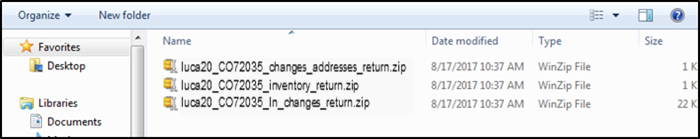 Organize New folder
Favorites
Desktop
Libraries
Documents
Name Date modified Type Size
luca20_CO72035_changes_addresses_return.zip 8/17/2017 10:37 AM WinZip File 1 K
luca20_CO72035_inventory_return.zip 8/17/2017 10:37 AM WinZip File 1 K
luca20_CO72035_ln_changes_return.zip 8/17/2017 10:37 AM WinZip File 22 K